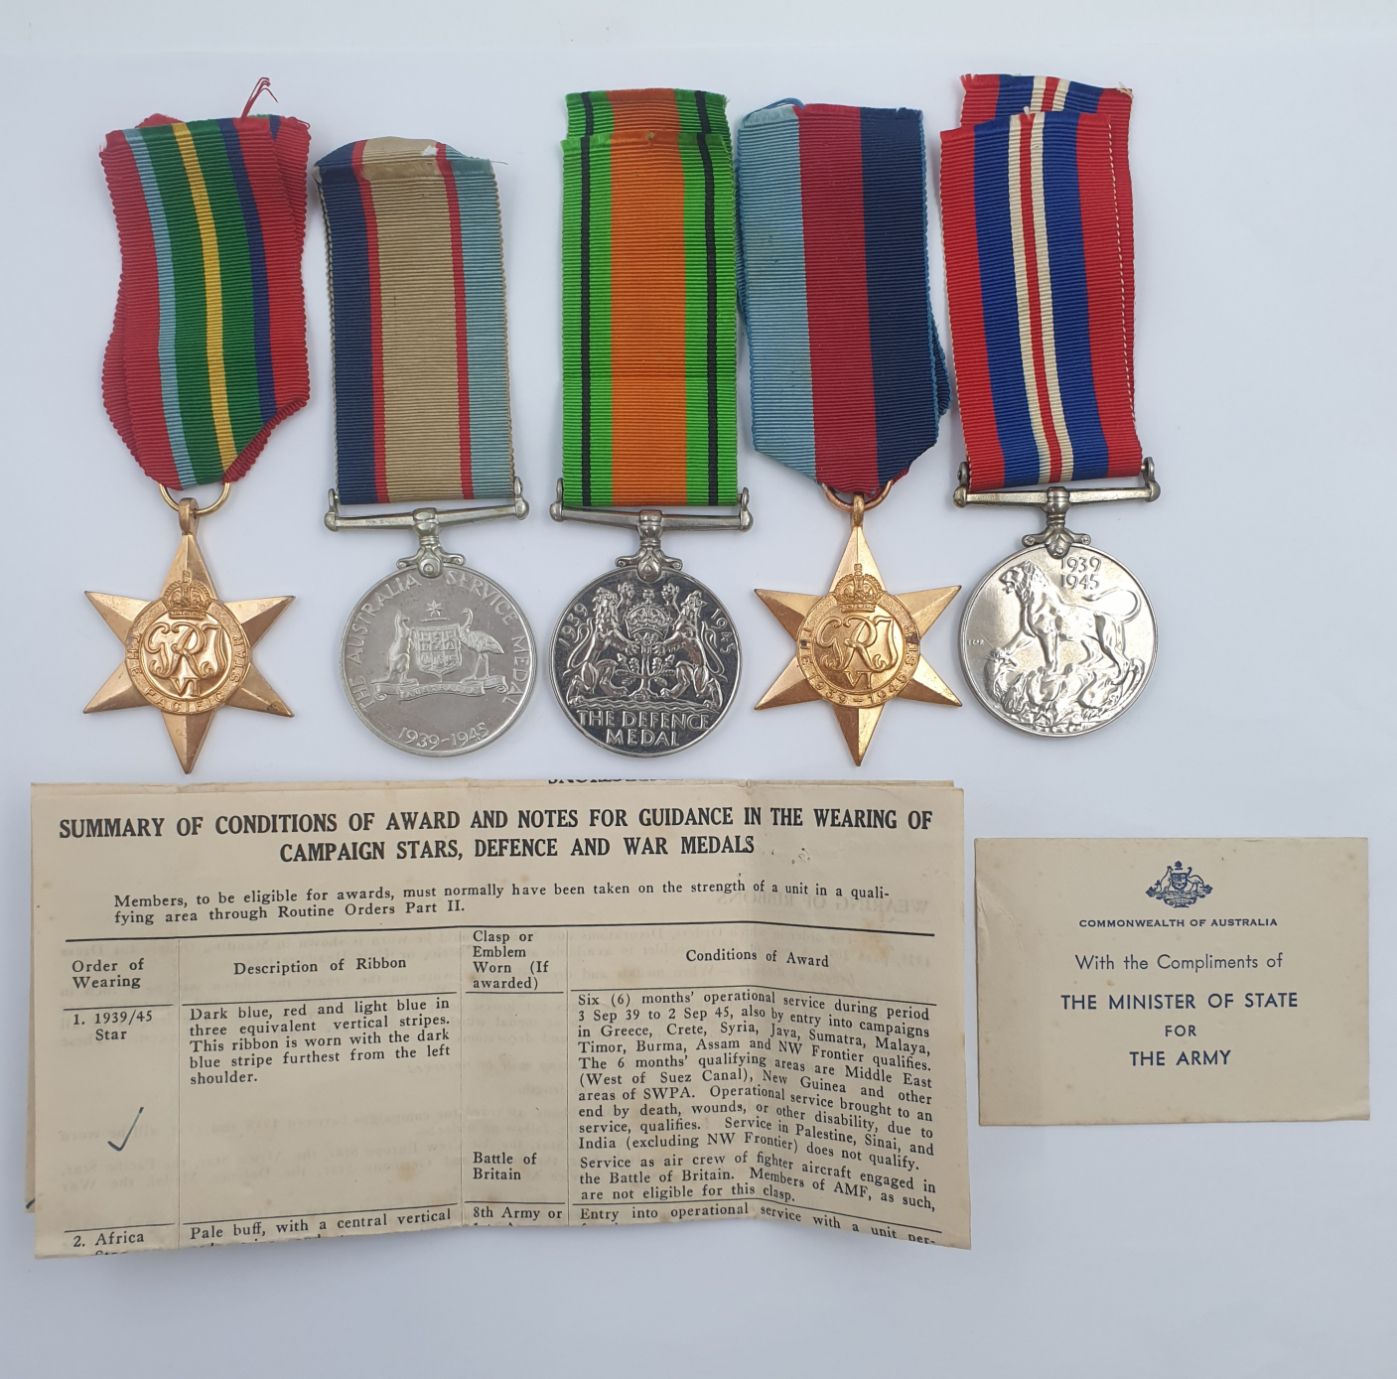 THE PACIFIC STAR
GRI
VI
THE AUSTRALIA SERVICE MEDAL
1939-1945
1939
1945
THE DEFENCE
MEDAL
THE 1939-1945 STAR
GRI
VI
1939
1945
SUMMARY OF CONDITIONS OF AWARD AND NOTES FOR GUIDANCE IN THE WEARING OF
CAMPAIGN STARS, DEFENCE AND WAR MEDALS
Members, to be eligible for awards, must normally have been taken on the strength of a unit in a quali-
fying area through Routine Orders Part II.
Order of
Wearing
Description of Ribbon
Clasp or
Emblem
Worn (If
awarded)
Conditions of Award
1. 1939/45
Star
Dark blue, red and light blue in
three equivalent vertical stripes.
This ribbon is worn with the dark
blue stripe furthest from the left
shoulder.
Six (6) months' operational service during period
3 Sep 39 to 2 Sep 45, also by entry into campaigns
in Greece, Crete, Syria, Java, Sumatra, Malaya,
Timor, Burma, Assam and NW Frontier qualifies.
The 6 months' qualifying areas are Middle East
(West of Suez Canal), New Guinea and other
areas of SWPA. Operational service brought to an
end by death, wounds, or other disability, due to
service, qualifies. Service in Palestine, Sinai, and
India (excluding NW Frontier) does not qualify.
Battle of
Britain
Service as air crew of fighter aircraft engaged in
the Battle of Britain. Members of AMF, as such,
are not eligible for this clasp.
2. Africa
Pale buff, with a central vertical
8th Army or
Entry into operational service with a unit per-
COMMONWEALTH OF AUSTRALIA
With the Compliments of
THE MINISTER OF STATE
FOR
THE ARMY